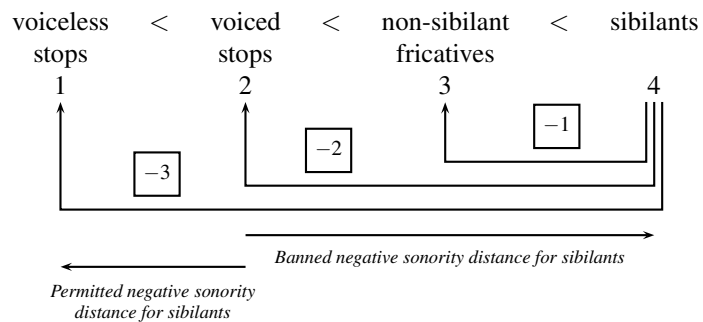 voiceless < voiced < non-sibilant < sibilants
stops stops fricatives
1 2 3 4
−1
−2
−3
Banned negative sonority distance for sibilants
Permitted negative sonority
distance for sibilants